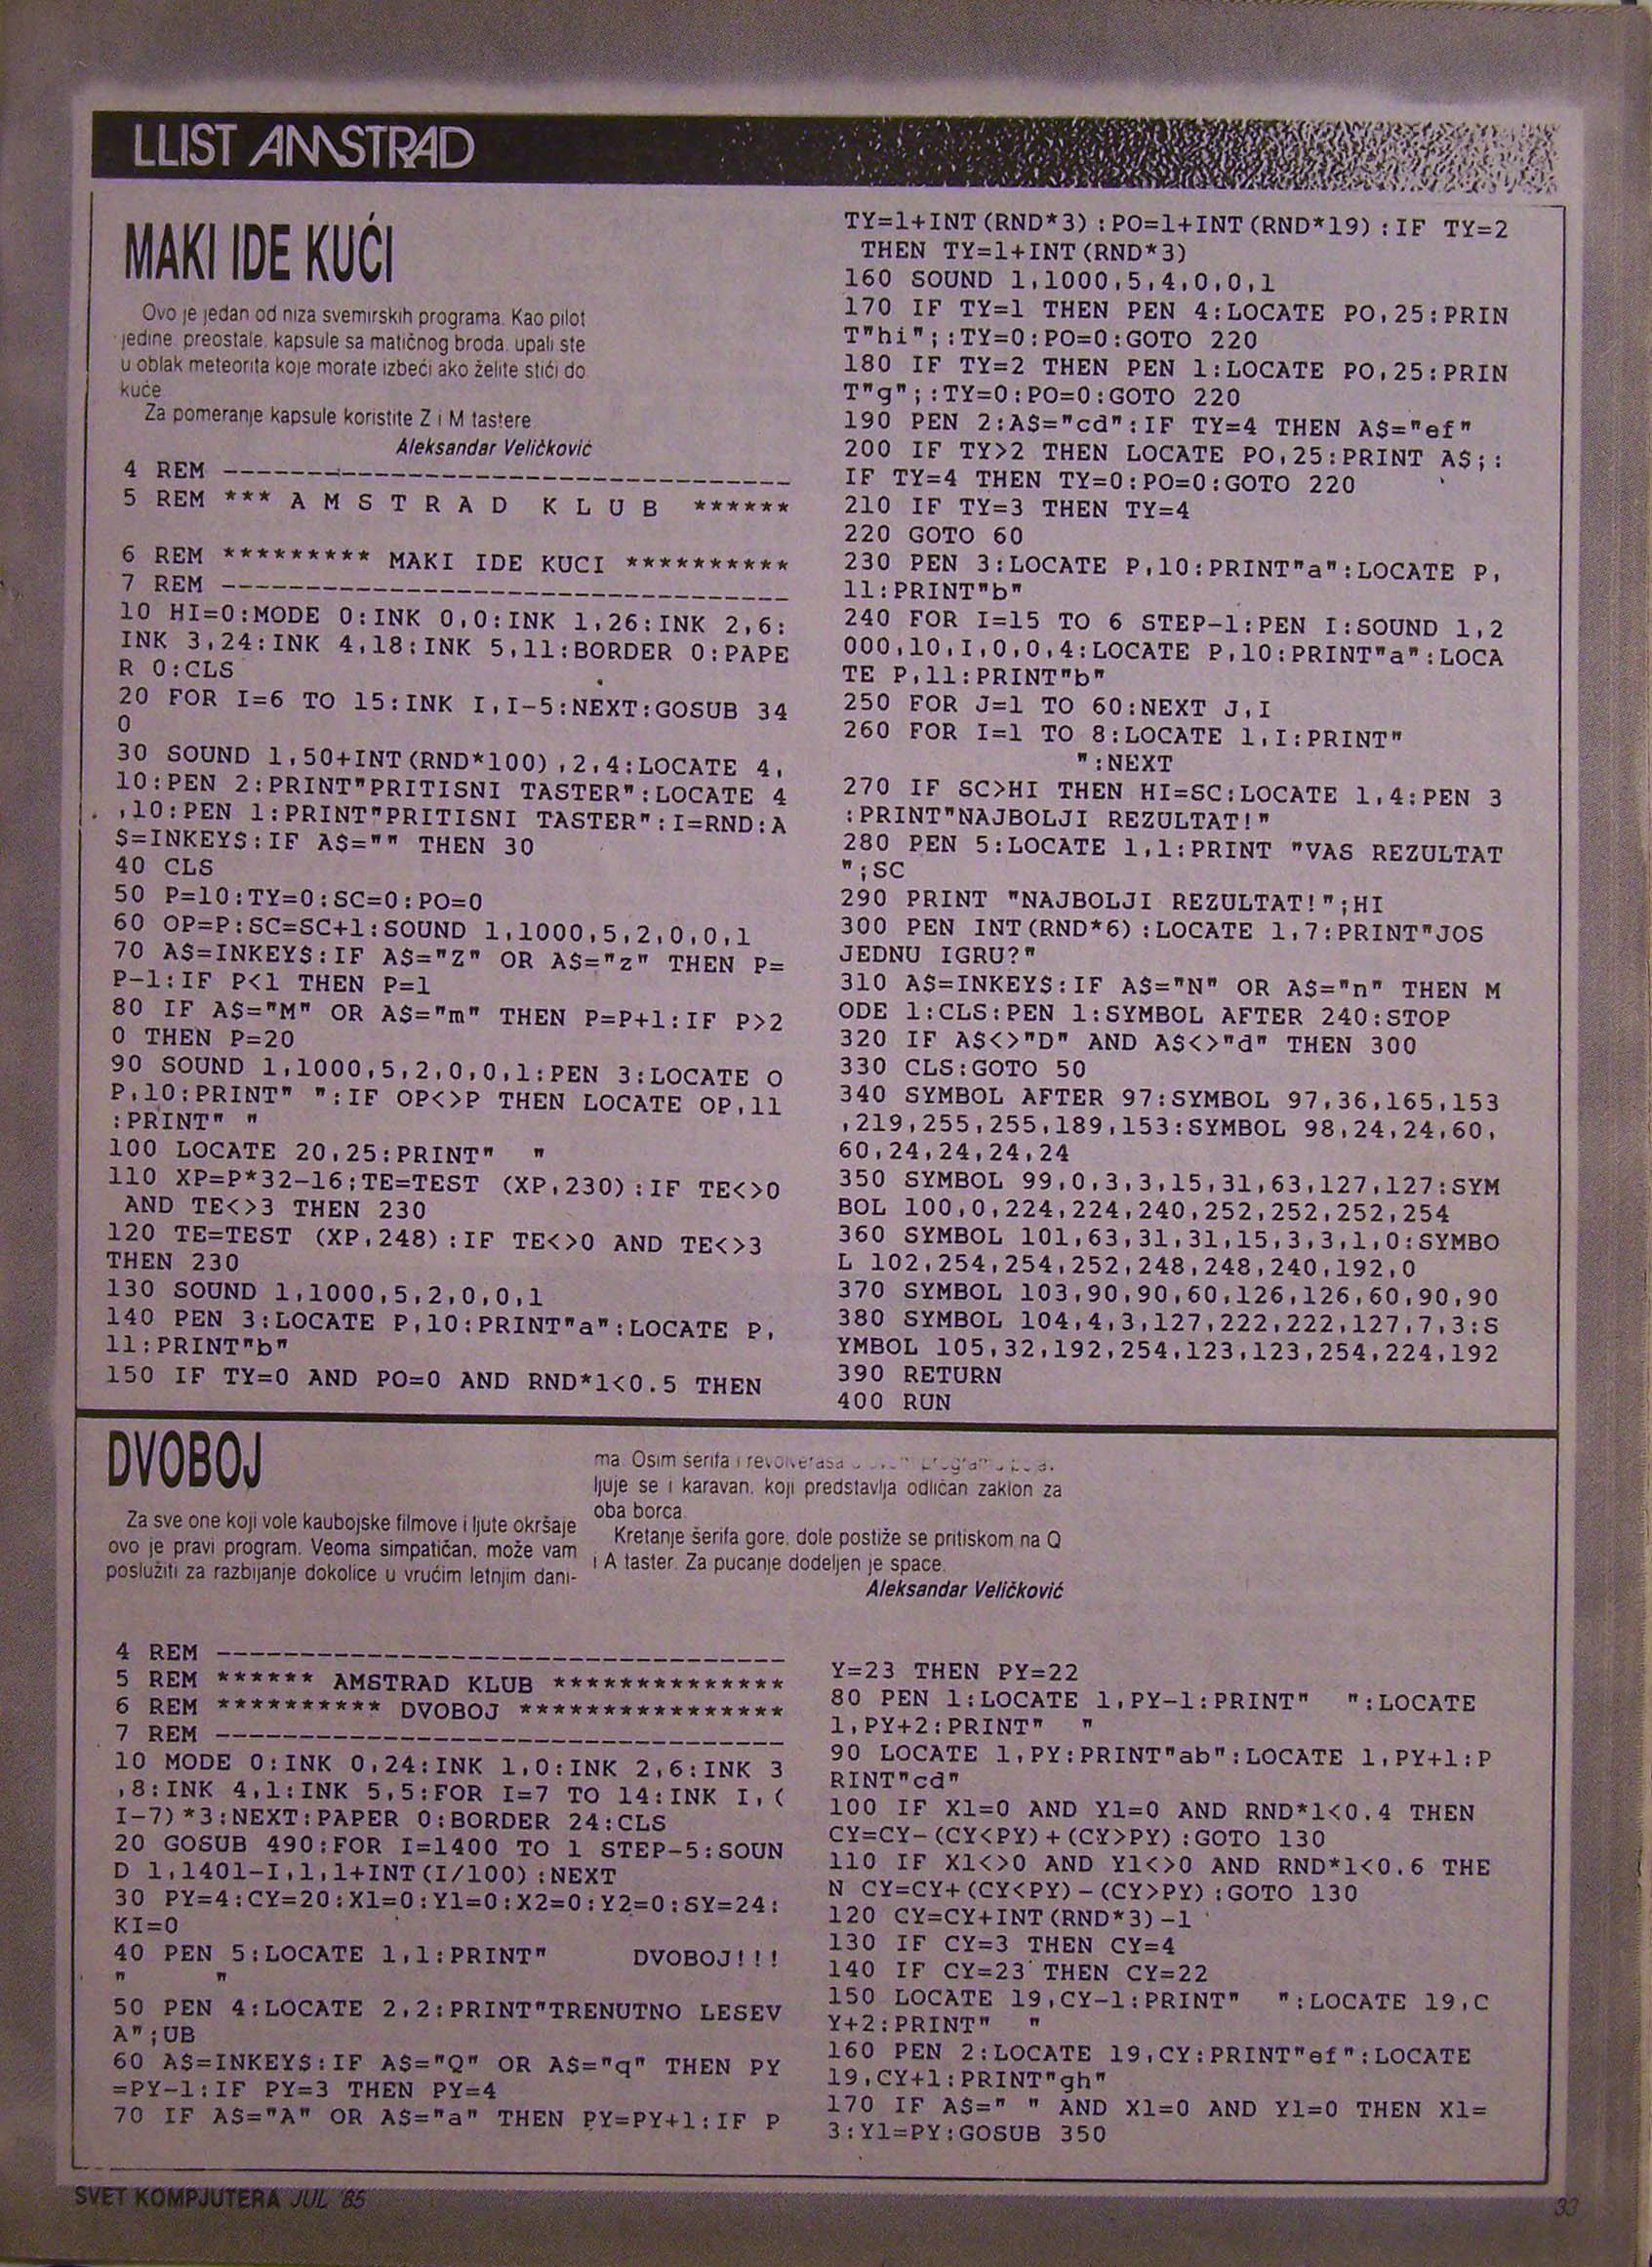 LLIST AMSTRAD
MAKI IDE KUĆI
Ovo je jedan od niza svemirskih programa. Kao pilot
jedine, preostale, kapsule sa matičnog broda, upali ste
u oblak meteorita koje morate izbeći ako želite stići do
kuće.
Za pomeranje kapsule koristite Z i M tastere.
Aleksandar Veličković
4 REM ----------------------------------
5 REM *** A M S T R A D  K L U B  ******
6 REM ********* MAKI IDE KUCI **********
7 REM ----------------------------------
10 HI=0:MODE 0:INK 0,0:INK 1,26:INK 2,6:
INK 3,24:INK 4,18:INK 5,11:BORDER 0:PAPE
R 0:CLS
20 FOR I=6 TO 15:INK I,I-5:NEXT:GOSUB 34
0
30 SOUND 1,50+INT(RND*100),2,4:LOCATE 4,
10:PEN 2:PRINT"PRITISNI TASTER":LOCATE 4
,10:PEN 1:PRINT"PRITISNI TASTER":I=RND:A
$=INKEY$:IF A$="" THEN 30
40 CLS
50 P=10:TY=0:SC=0:PO=0
60 OP=P:SC=SC+1:SOUND 1,1000,5,2,0,0,1
70 A$=INKEY$:IF A$="Z" OR A$="z" THEN P=
P-1:IF P<1 THEN P=1
80 IF A$="M" OR A$="m" THEN P=P+1:IF P>2
0 THEN P=20
90 SOUND 1,1000,5,2,0,0,1:PEN 3:LOCATE O
P,10:PRINT" ":IF OP<>P THEN LOCATE OP,11
:PRINT" "
100 LOCATE 20,25:PRINT"  "
110 XP=P*32-16:TE=TEST (XP,230):IF TE<>0
 AND TE<>3 THEN 230
120 TE=TEST (XP,248):IF TE<>0 AND TE<>3
THEN 230
130 SOUND 1,1000,5,2,0,0,1
140 PEN 3:LOCATE P,10:PRINT"a":LOCATE P,
11:PRINT"b"
150 IF TY=0 AND PO=0 AND RND*1<0.5 THEN
TY=1+INT(RND*3):PO=1+INT(RND*19):IF TY=2
 THEN TY=1+INT(RND*3)
160 SOUND 1,1000,5,4,0,0,1
170 IF TY=1 THEN PEN 4:LOCATE PO,25:PRIN
T"hi";:TY=0:PO=0:GOTO 220
180 IF TY=2 THEN PEN 1:LOCATE PO,25:PRIN
T"g";:TY=0:PO=0:GOTO 220
190 PEN 2:A$="cd":IF TY=4 THEN A$="ef"
200 IF TY>2 THEN LOCATE PO,25:PRINT A$;:
IF TY=4 THEN TY=0:PO=0:GOTO 220
210 IF TY=3 THEN TY=4
220 GOTO 60
230 PEN 3:LOCATE P,10:PRINT"a":LOCATE P,
11:PRINT"b"
240 FOR I=15 TO 6 STEP-1:PEN I:SOUND 1,2
000,10,I,0,0,4:LOCATE P,10:PRINT"a":LOCA
TE P,11:PRINT"b"
250 FOR J=1 TO 60:NEXT J,I
260 FOR I=1 TO 8:LOCATE 1,I:PRINT"
":NEXT
270 IF SC>HI THEN HI=SC:LOCATE 1,4:PEN 3
:PRINT"NAJBOLJI REZULTAT!"
280 PEN 5:LOCATE 1,1:PRINT "VAS REZULTAT
";SC
290 PRINT "NAJBOLJI REZULTAT!";HI
300 PEN INT(RND*6):LOCATE 1,7:PRINT"JOS
JEDNU IGRU?"
310 A$=INKEY$:IF A$="N" OR A$="n" THEN M
ODE 1:CLS:PEN 1:SYMBOL AFTER 240:STOP
320 IF A$<>"D" AND A$<>"d" THEN 300
330 CLS:GOTO 50
340 SYMBOL AFTER 97:SYMBOL 97,36,165,153
,219,255,255,189,153:SYMBOL 98,24,24,60,
60,24,24,24,24
350 SYMBOL 99,0,3,3,15,31,63,127,127:SYM
BOL 100,0,224,224,240,252,252,252,254
360 SYMBOL 101,63,31,31,15,3,3,1,0:SYMBO
L 102,254,254,252,248,248,240,192,0
370 SYMBOL 103,90,90,60,126,126,60,90,90
380 SYMBOL 104,4,3,127,222,222,127,7,3:S
YMBOL 105,32,192,254,123,123,254,224,192
390 RETURN
400 RUN
DVOBOJ
Za sve one koji vole kaubojske filmove i ljute okršaje
ovo je pravi program. Veoma simpatičan, može vam
poslužiti za razbijanje dokolice u vrućim letnjim dani-
ma. Osim šerifa i revolveraša
ljuje se i karavan, koji predstavlja odličan zaklon za
oba borca.
Kretanje šerifa gore, dole postiže se pritiskom na Q
i A taster. Za pucanje dodeljen je space.
Aleksandar Veličković
4 REM ----------------------------------
5 REM ****** AMSTRAD KLUB **************
6 REM ********** DVOBOJ ****************
7 REM ----------------------------------
10 MODE 0:INK 0,24:INK 1,0:INK 2,6:INK 3
,8:INK 4,1:INK 5,5:FOR I=7 TO 14:INK I,(
I-7)*3:NEXT:PAPER 0:BORDER 24:CLS
20 GOSUB 490:FOR I=1400 TO 1 STEP-5:SOUN
D 1,1401-I,1,1+INT(I/100):NEXT
30 PY=4:CY=20:X1=0:Y1=0:X2=0:Y2=0:SY=24:
KI=0
40 PEN 5:LOCATE 1,1:PRINT"     DVOBOJ!!!
"     "
50 PEN 4:LOCATE 2,2:PRINT"TRENUTNO LESEV
A";UB
60 A$=INKEY$:IF A$="Q" OR A$="q" THEN PY
=PY-1:IF PY=3 THEN PY=4
70 IF A$="A" OR A$="a" THEN PY=PY+1:IF P
Y=23 THEN PY=22
80 PEN 1:LOCATE 1,PY-1:PRINT"  ":LOCATE
1,PY+2:PRINT"  "
90 LOCATE 1,PY:PRINT"ab":LOCATE 1,PY+1:P
RINT"cd"
100 IF X1=0 AND Y1=0 AND RND*1<0.4 THEN
CY=CY-(CY<PY)+(CY>PY):GOTO 130
110 IF X1<>0 AND Y1<>0 AND RND*1<0.6 THE
N CY=CY+(CY<PY)-(CY>PY):GOTO 130
120 CY=CY+INT(RND*3)-1
130 IF CY=3 THEN CY=4
140 IF CY=23 THEN CY=22
150 LOCATE 19,CY-1:PRINT"  ":LOCATE 19,C
Y+2:PRINT"  "
160 PEN 2:LOCATE 19,CY:PRINT"ef":LOCATE
19,CY+1:PRINT"gh"
170 IF A$=" " AND X1=0 AND Y1=0 THEN X1=
3:Y1=PY:GOSUB 350
SVET KOMPJUTERA JUL '85
33